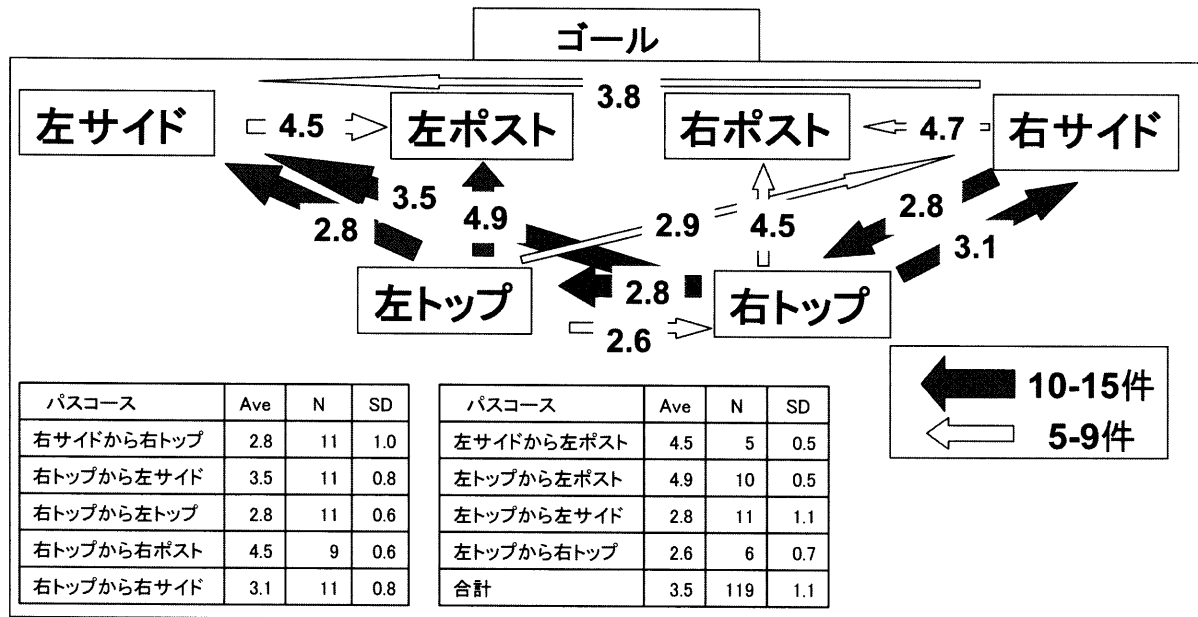 ゴール
3.8
左サイド
4.5
左ポスト
右ポスト
4.7
右サイド
3.5
2.8
4.9
2.9
4.5
2.8
3.1
左トップ
2.8
右トップ
2.6
10-15件
5-9件
パスコース Ave N SD
右サイドから右トップ 2.8 11 1.0
右トップから左サイド 3.5 11 0.8
右トップから左トップ 2.8 11 0.6
右トップから右ポスト 4.5 9 0.6
右トップから右サイド 3.1 11 0.8
パスコース Ave N SD
左サイドから左ポスト 4.5 5 0.5
左トップから左ポスト 4.9 10 0.5
左トップから左サイド 2.8 11 1.1
左トップから右トップ 2.6 6 0.7
合計 3.5 119 1.1